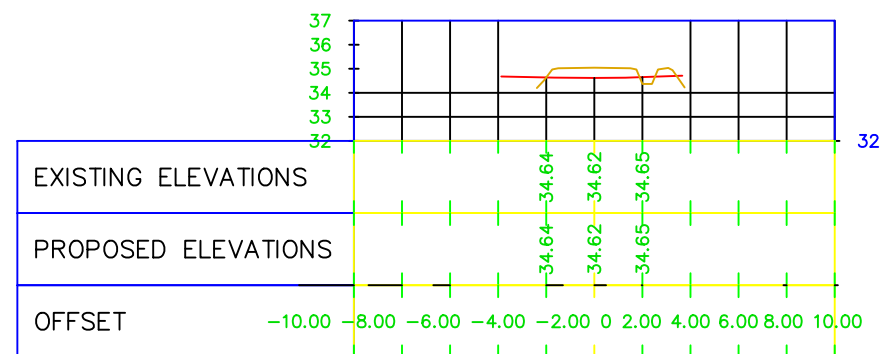 37
36
35
34
33
32
32
EXISTING ELEVATIONS 34.64 34.62 34.65
PROPOSED ELEVATIONS 34.64 34.62 34.65
OFFSET -10.00 -8.00 -6.00 -4.00 -2.00 0 2.00 4.00 6.00 8.00 10.00